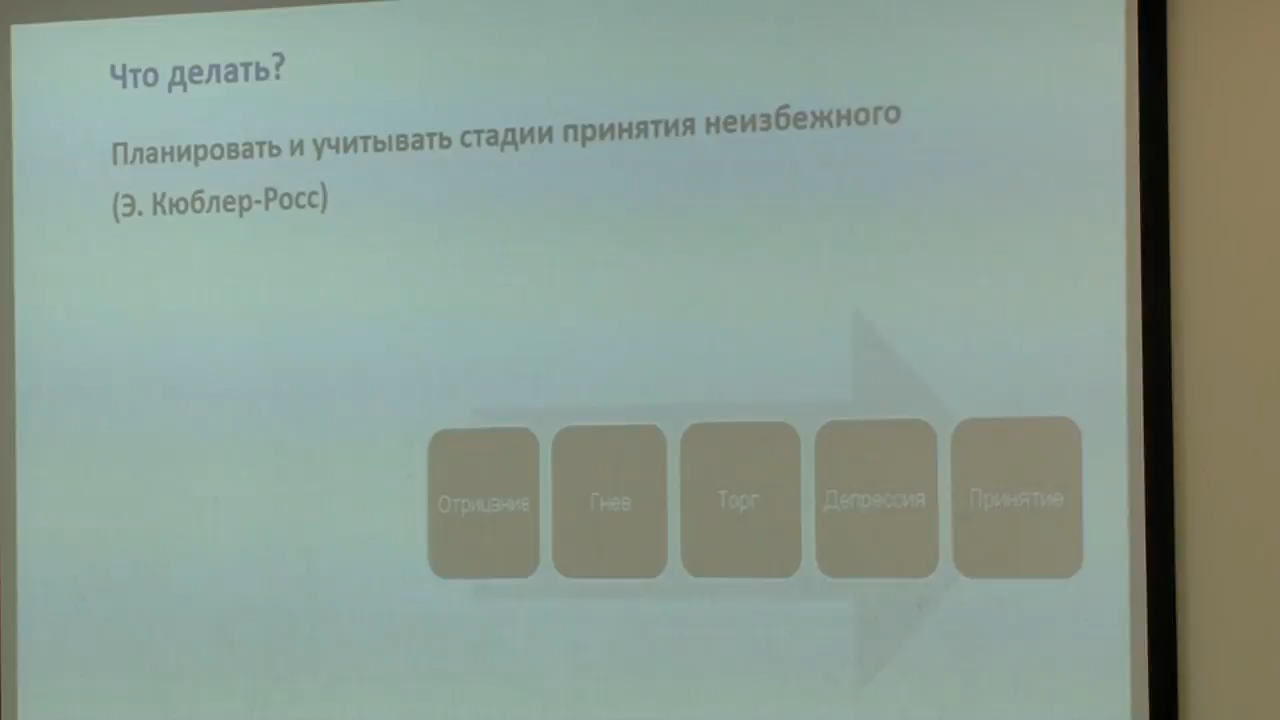 Что делать?
Планировать и учитывать стадии принятия неизбежного
(Э. Кюблер-Росс)
Отрицание
Гнев
Торг
Депрессия
Принятие